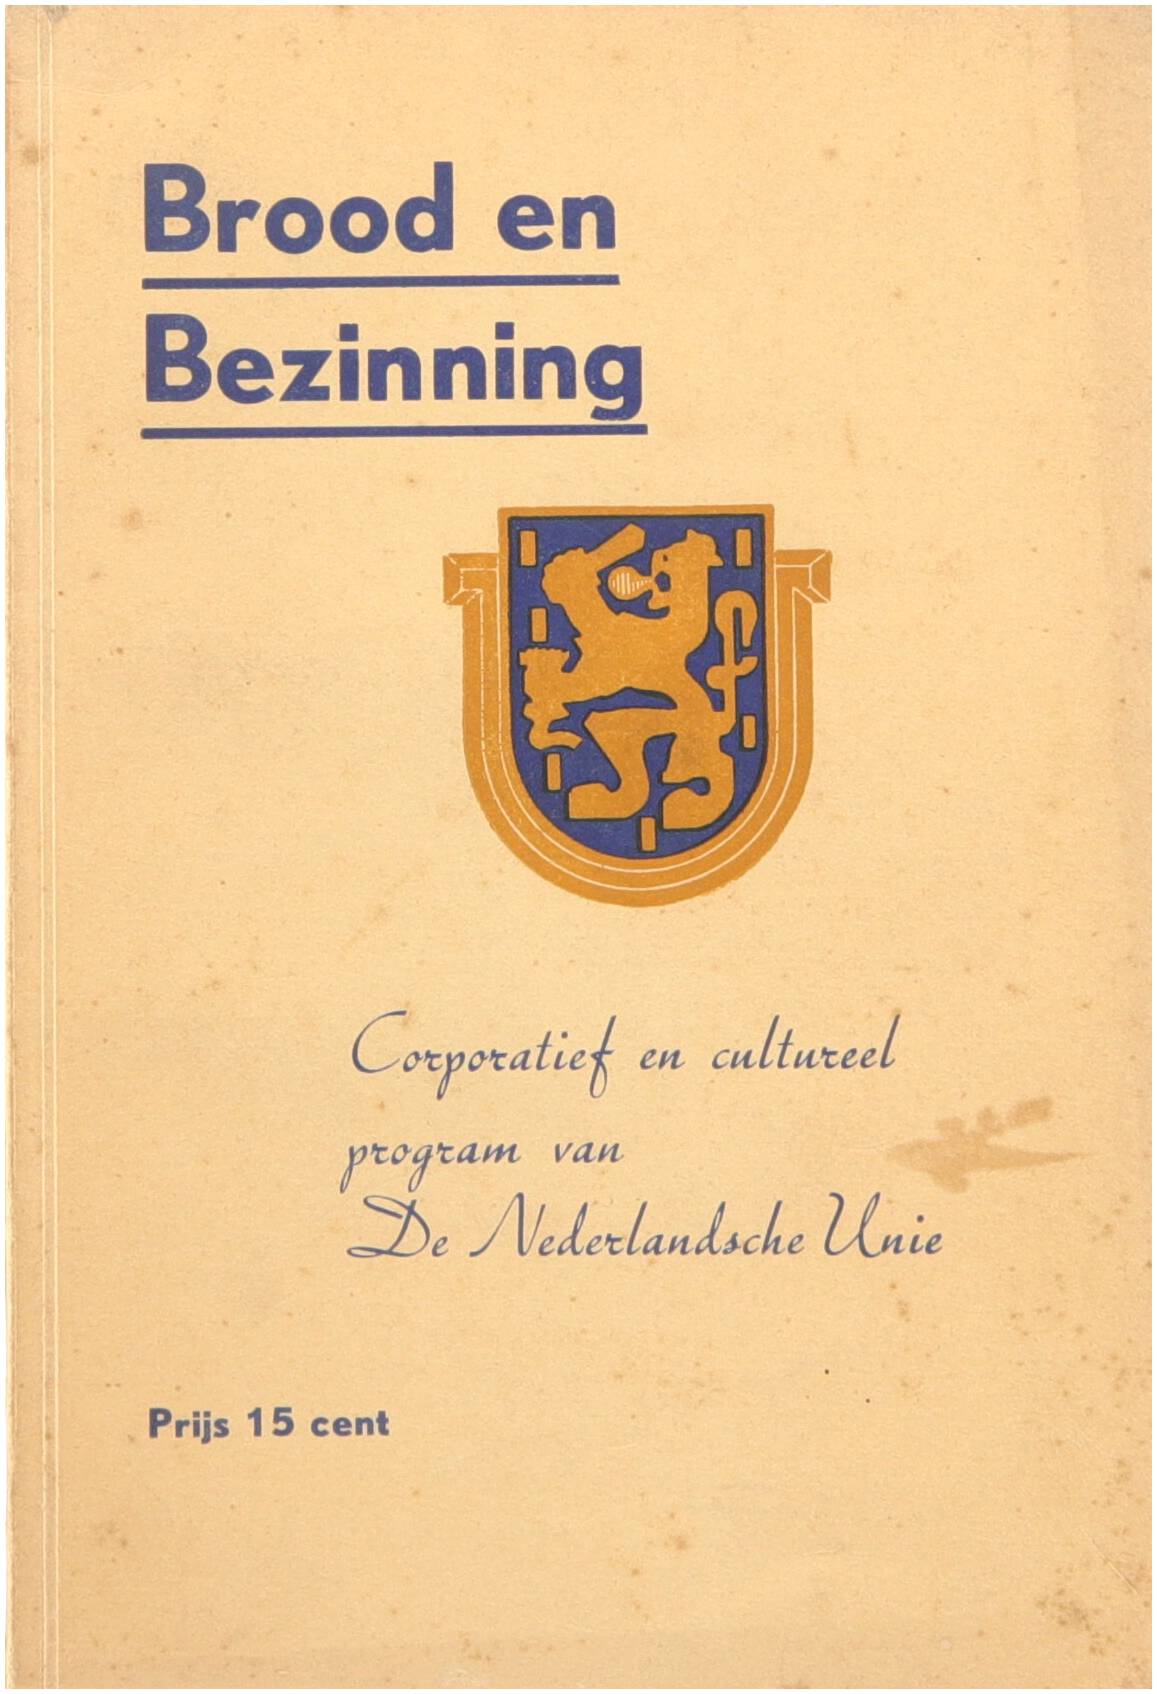 Brood en
Bezinning
Corporatief en cultureel
program van
De Nederlandsche Unie
Prijs 15 cent